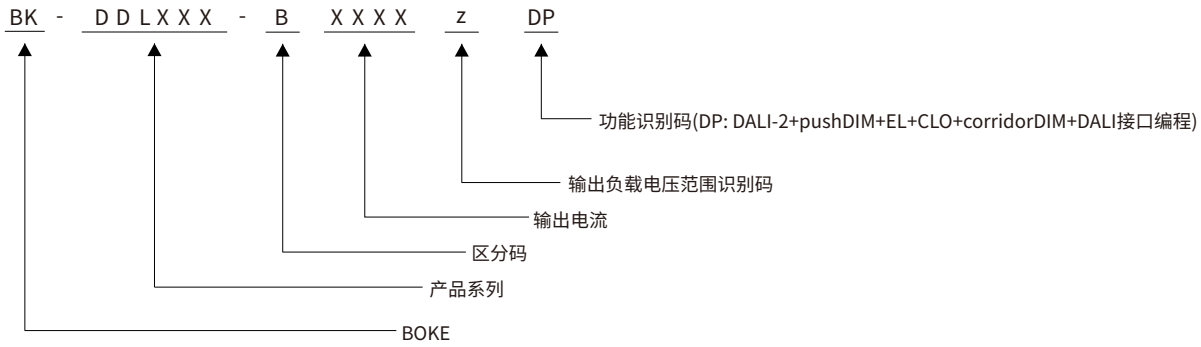 BK - DDLXXX - B XXXX z DP
功能识别码(DP: DALI-2+pushDIM+EL+CLO+corridorDIM+DALI接口编程)
输出负载电压范围识别码
输出电流
区分码
产品系列
BOKE